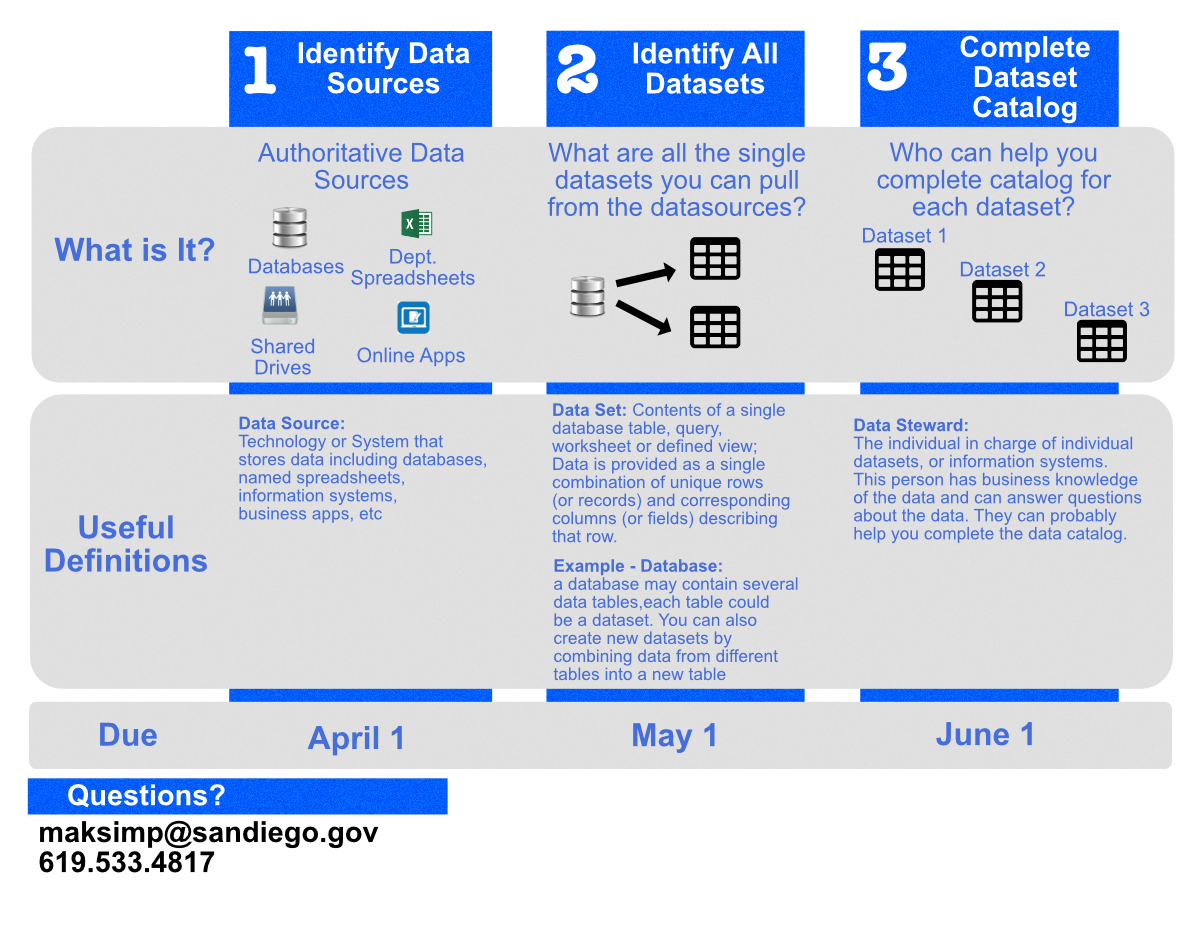 1 Identify Data
Sources
2 Identify All
Datasets
3 Complete
Dataset
Catalog
What is It?
Authoritative Data
Sources
Databases
Dept.
Spreadsheets
Shared
Drives
Online Apps
What are all the single
datasets you can pull
from the datasources?
Who can help you
complete catalog for
each dataset?
Dataset 1
Dataset 2
Dataset 3
Useful
Definitions
Data Source:
Technology or System that
stores data including databases,
named spreadsheets,
information systems,
business apps, etc
Data Set: Contents of a single
database table, query,
worksheet or defined view;
Data is provided as a single
combination of unique rows
(or records) and corresponding
columns (or fields) describing
that row.
Example - Database:
a database may contain several
data tables,each table could
be a dataset. You can also
create new datasets by
combining data from different
tables into a new table
Data Steward:
The individual in charge of individual
datasets, or information systems.
This person has business knowledge
of the data and can answer questions
about the data. They can probably
help you complete the data catalog.
Due
April 1
May 1
June 1
Questions?
maksimp@sandiego.gov
619.533.4817